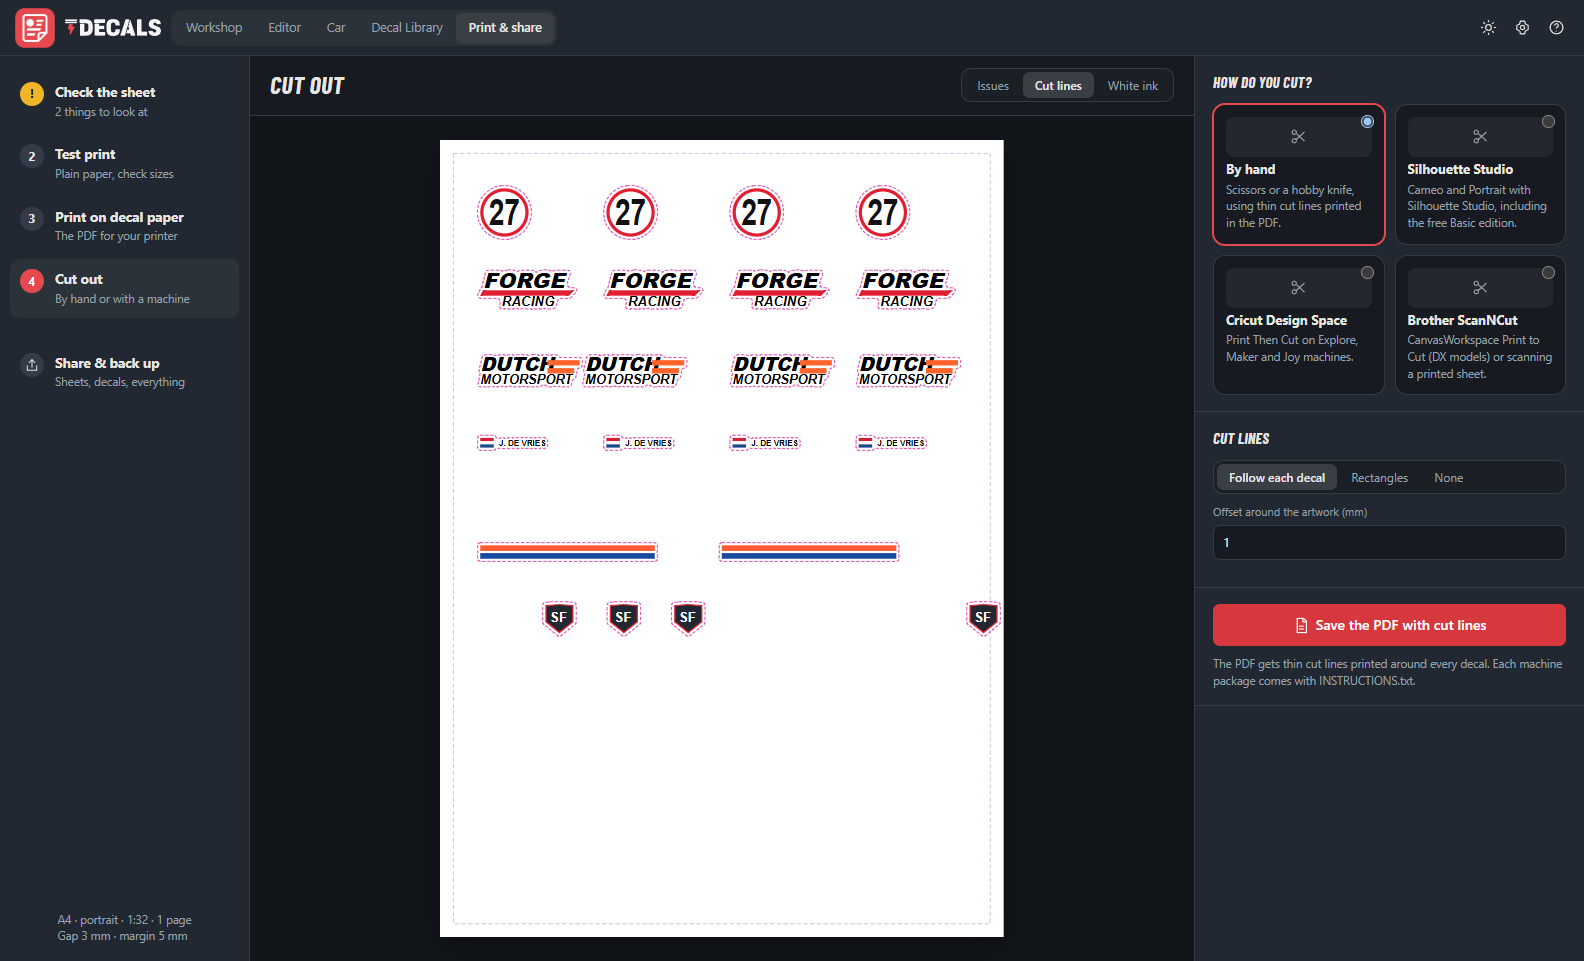 DECALS
Workshop
Editor
Car
Decal Library
Print & share
!
Check the sheet
2 things to look at
2
Test print
Plain paper, check sizes
3
Print on decal paper
The PDF for your printer
4
Cut out
By hand or with a machine
Share & back up
Sheets, decals, everything
A4 · portrait · 1:32 · 1 page
Gap 3 mm · margin 5 mm
CUT OUT
Issues
Cut lines
White ink
27
27
27
27
FORGE
RACING
FORGE
RACING
FORGE
RACING
FORGE
RACING
DUTCH
MOTORSPORT
DUTCH
MOTORSPORT
DUTCH
MOTORSPORT
DUTCH
MOTORSPORT
J. DE VRIES
J. DE VRIES
J. DE VRIES
J. DE VRIES
SF
SF
SF
SF
HOW DO YOU CUT?
By hand
Scissors or a hobby knife,
using thin cut lines printed
in the PDF.
Silhouette Studio
Cameo and Portrait with
Silhouette Studio, including
the free Basic edition.
Cricut Design Space
Print Then Cut on Explore,
Maker and Joy machines.
Brother ScanNCut
CanvasWorkspace Print to
Cut (DX models) or scanning
a printed sheet.
CUT LINES
Follow each decal
Rectangles
None
Offset around the artwork (mm)
1
Save the PDF with cut lines
The PDF gets thin cut lines printed around every decal. Each machine
package comes with INSTRUCTIONS.txt.